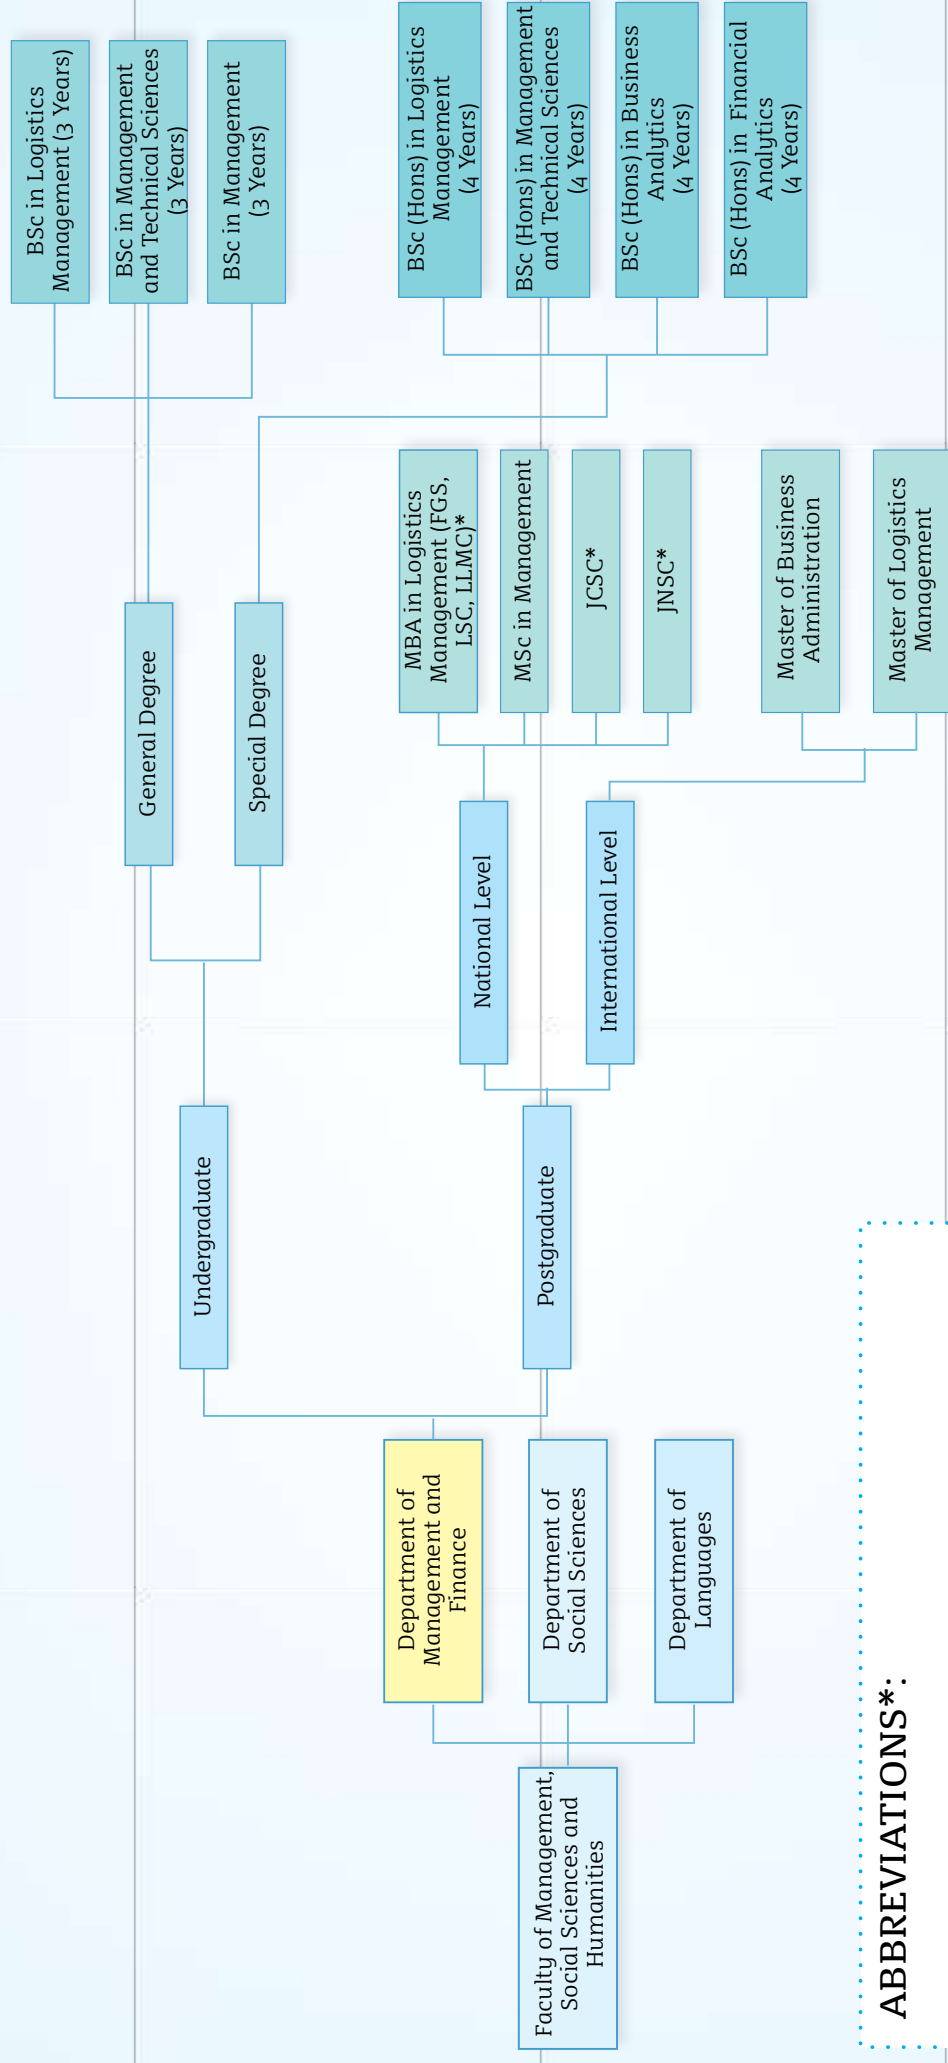 Faculty of Management,
Social Sciences and
Humanities
Department of
Management and
Finance
Department of
Social Sciences
Department of
Languages
Undergraduate
Postgraduate
General Degree
Special Degree
National Level
International Level
BSc in Logistics
Management (3 Years)
BSc in Management
and Technical Sciences
(3 Years)
BSc in Management
(3 Years)
BSc (Hons) in Logistics
Management
(4 Years)
BSc (Hons) in Management
and Technical Sciences
(4 Years)
BSc (Hons) in Business
Analytics
(4 Years)
BSc (Hons) in Financial
Analytics
(4 Years)
MBA in Logistics
Management (FGS,
LSC, LLMC)*
MSc in Management
JCSC*
JNSC*
Master of Business
Administration
Master of Logistics
Management
ABBREVIATIONS*: